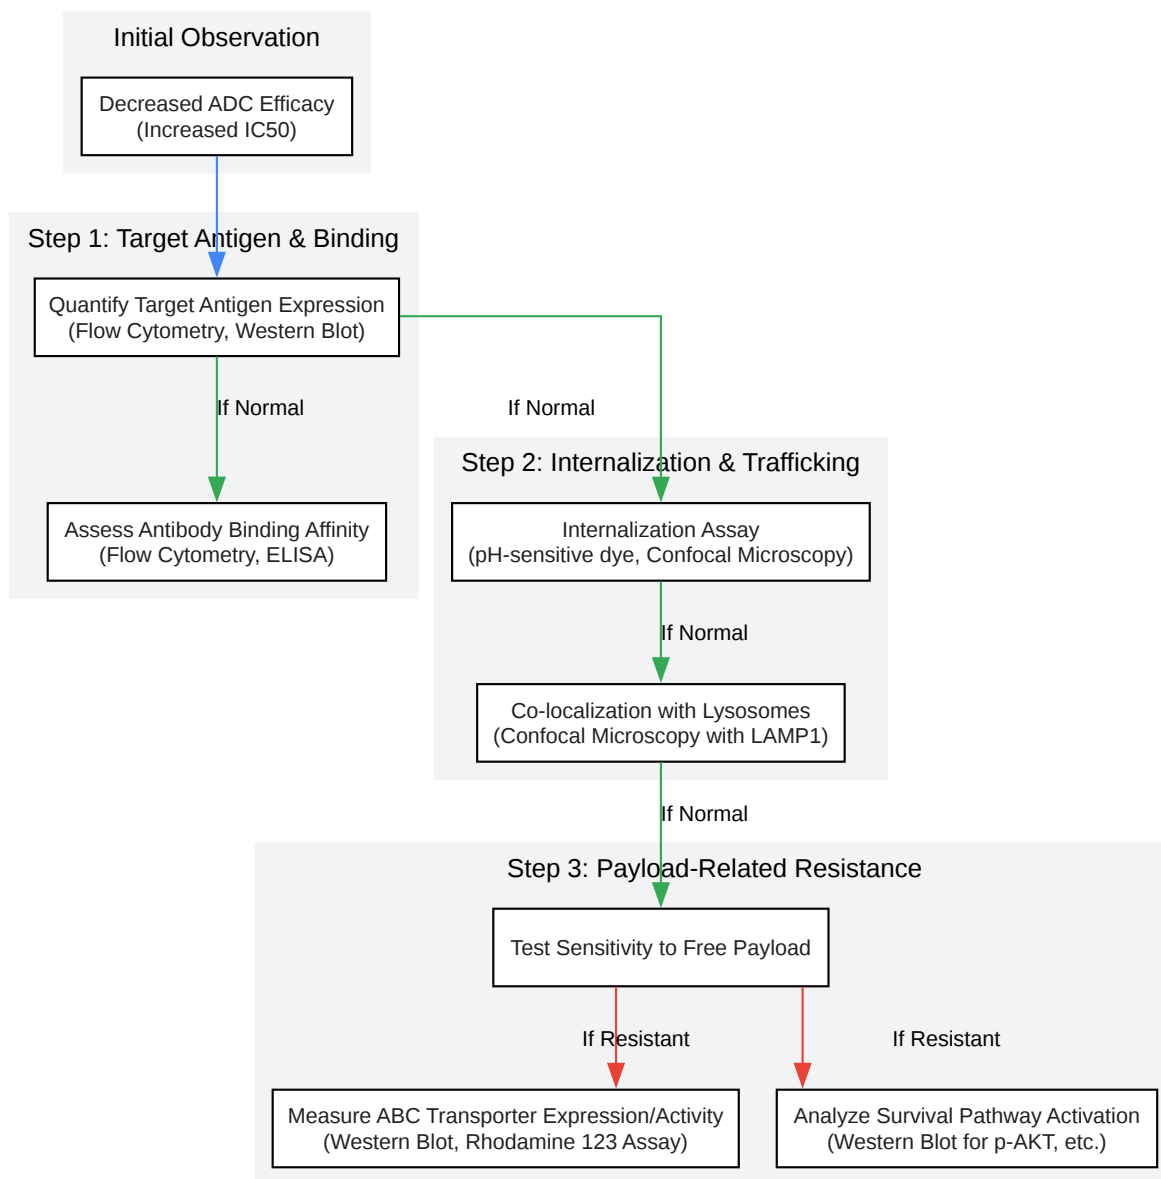 Initial Observation
Decreased ADC Efficacy
(Increased IC50)
Step 1: Target Antigen & Binding
Quantify Target Antigen Expression
(Flow Cytometry, Western Blot)
If Normal
If Normal
Assess Antibody Binding Affinity
(Flow Cytometry, ELISA)
Step 2: Internalization & Trafficking
Internalization Assay
(pH-sensitive dye, Confocal Microscopy)
If Normal
Co-localization with Lysosomes
(Confocal Microscopy with LAMP1)
If Normal
Step 3: Payload-Related Resistance
Test Sensitivity to Free Payload
If Resistant
If Resistant
Measure ABC Transporter Expression/Activity
(Western Blot, Rhodamine 123 Assay)
Analyze Survival Pathway Activation
(Western Blot for p-AKT, etc.)